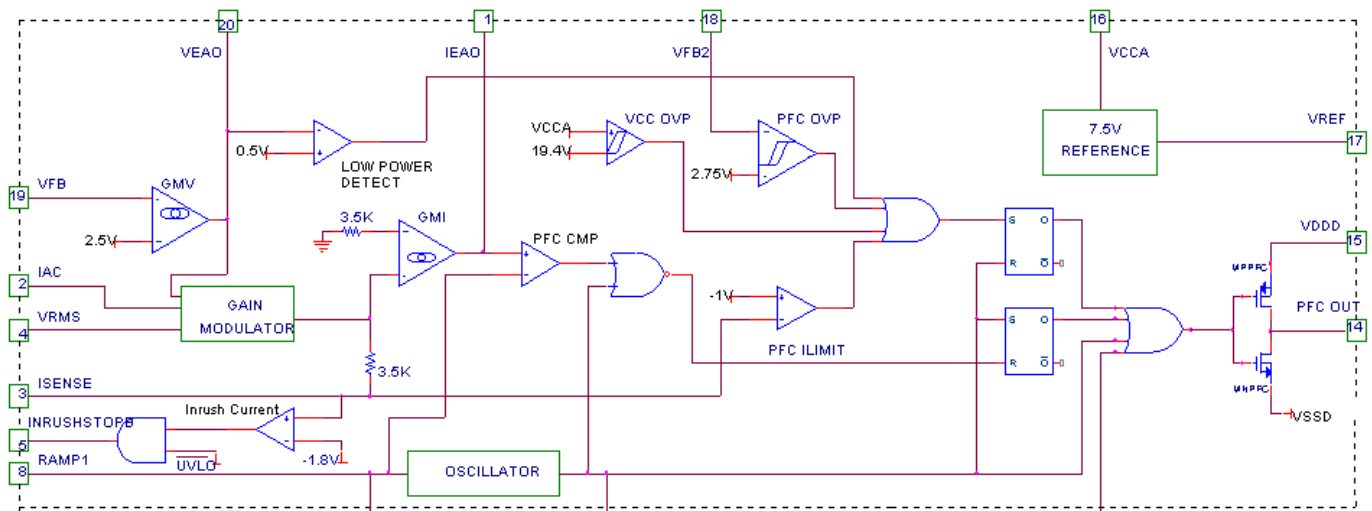 20
1
18
16
VEAO
IEAO
VFB2
VCCA
VCC OVP
PFC OVP
VCCA
19.4V
0.5V
LOW POWER
DETECT
2.75V
7.5V
REFERENCE
VREF
17
19
VFB
GMV
2.5V
3.5K
GMI
PFC CMP
S
Q
R
Q
VDDD
15
MPPFC
2
IAC
GAIN
MODULATOR
4
VRMS
-1V
PFC OUT
14
S
Q
R
Q
PFC ILIMIT
3.5K
MNPFC
VSSD
3
ISENSE
Inrush Current
INRUSHSTOPB
5
UVLO
-1.8V
RAMP1
8
OSCILLATOR